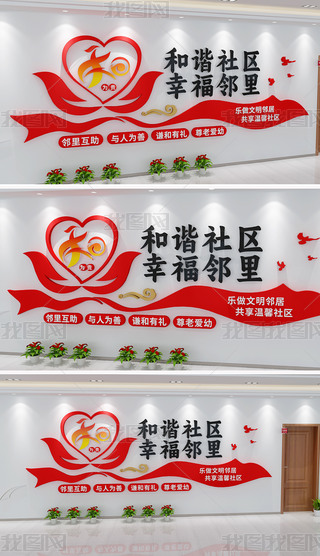 和谐社区
幸福邻里
为贵
乐做文明邻居
共享温馨社区
邻里互助 与人为善 谦和有礼 尊老爱幼
和谐社区
幸福邻里
为贵
乐做文明邻居
共享温馨社区
邻里互助 与人为善 谦和有礼 尊老爱幼
和谐社区
幸福邻里
为贵
乐做文明邻居
共享温馨社区
邻里互助 与人为善 谦和有礼 尊老爱幼